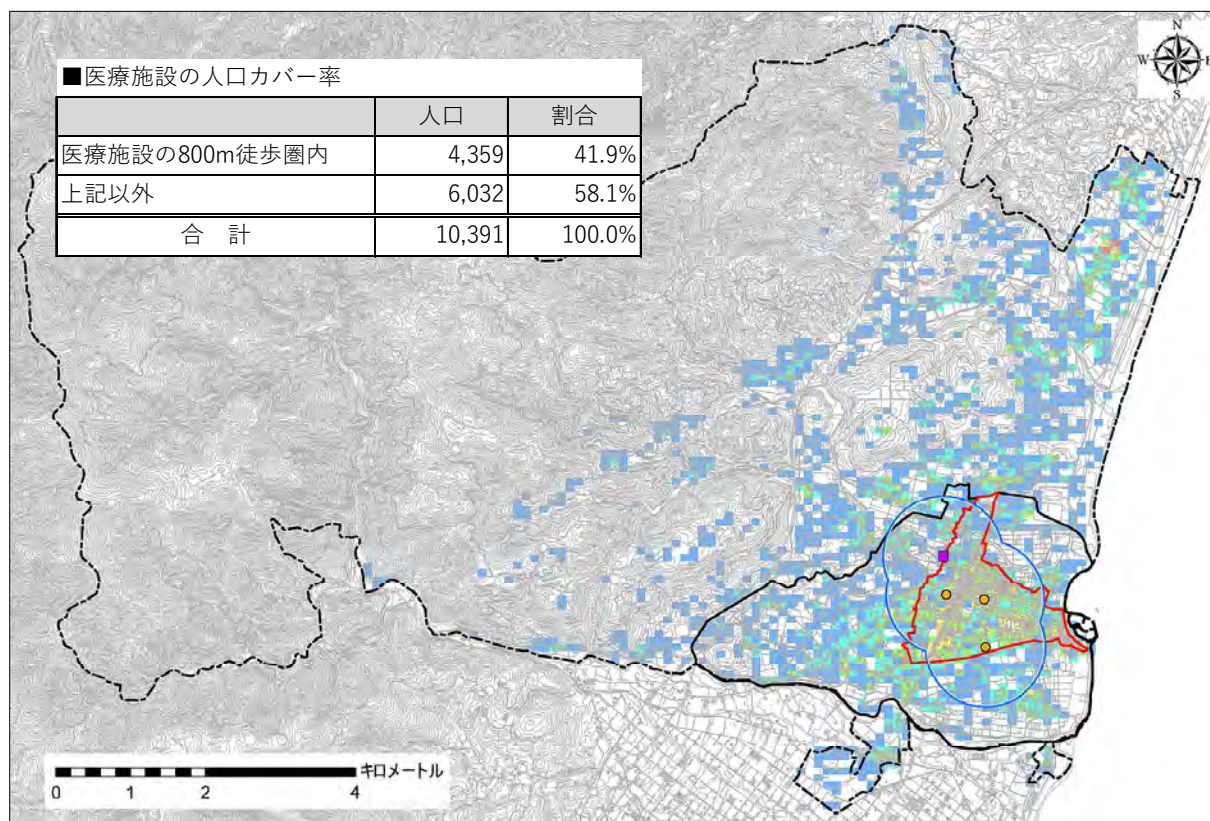 ■医療施設の人口カバー率
人口 割合
医療施設の800m徒歩圏内 4,359 41.9%
上記以外 6,032 58.1%
合 計 10,391 100.0%
N
W E
S
キロメートル
0 1 2 4